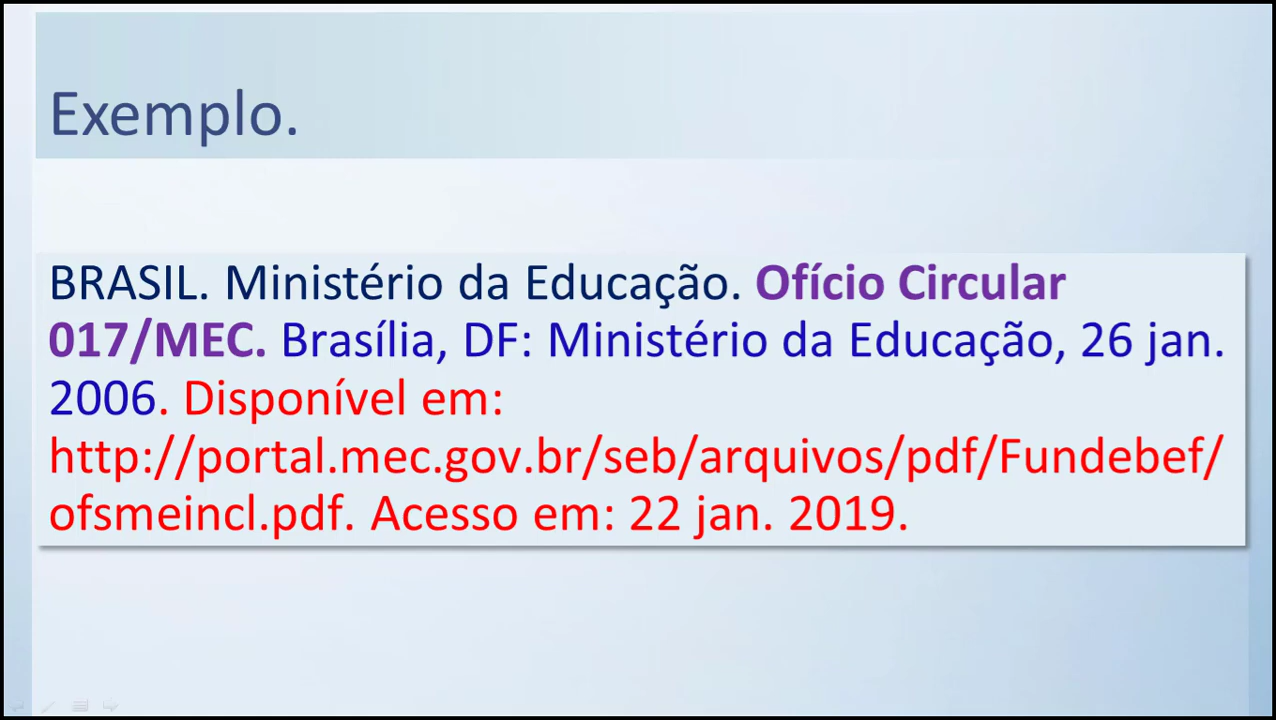 Exemplo.
BRASIL. Ministério da Educação. Ofício Circular
017/MEC. Brasília, DF: Ministério da Educação, 26 jan.
2006. Disponível em:
http://portal.mec.gov.br/seb/arquivos/pdf/Fundebef/
ofsmeincl.pdf. Acesso em: 22 jan. 2019.